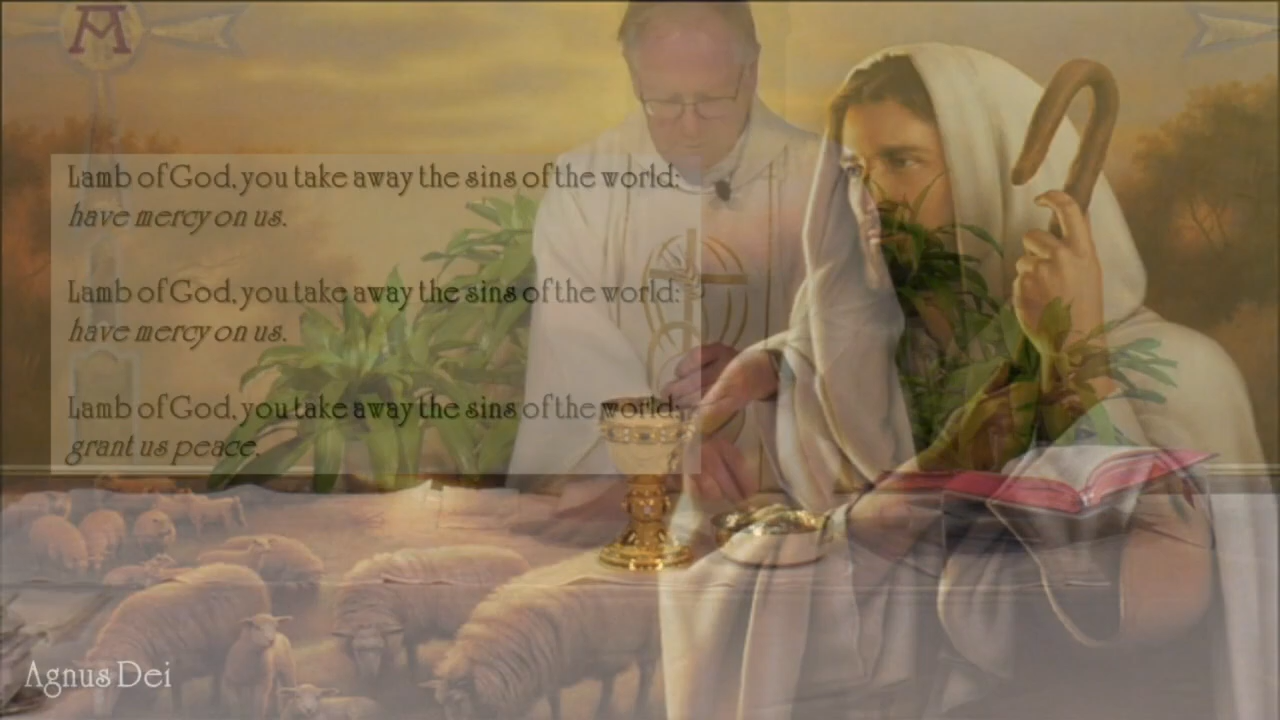 Lamb of God, you take away the sins of the world:
have mercy on us.
Lamb of God, you take away the sins of the world:
have mercy on us.
Lamb of God, you take away the sins of the world:
grant us peace.
Agnus Dei